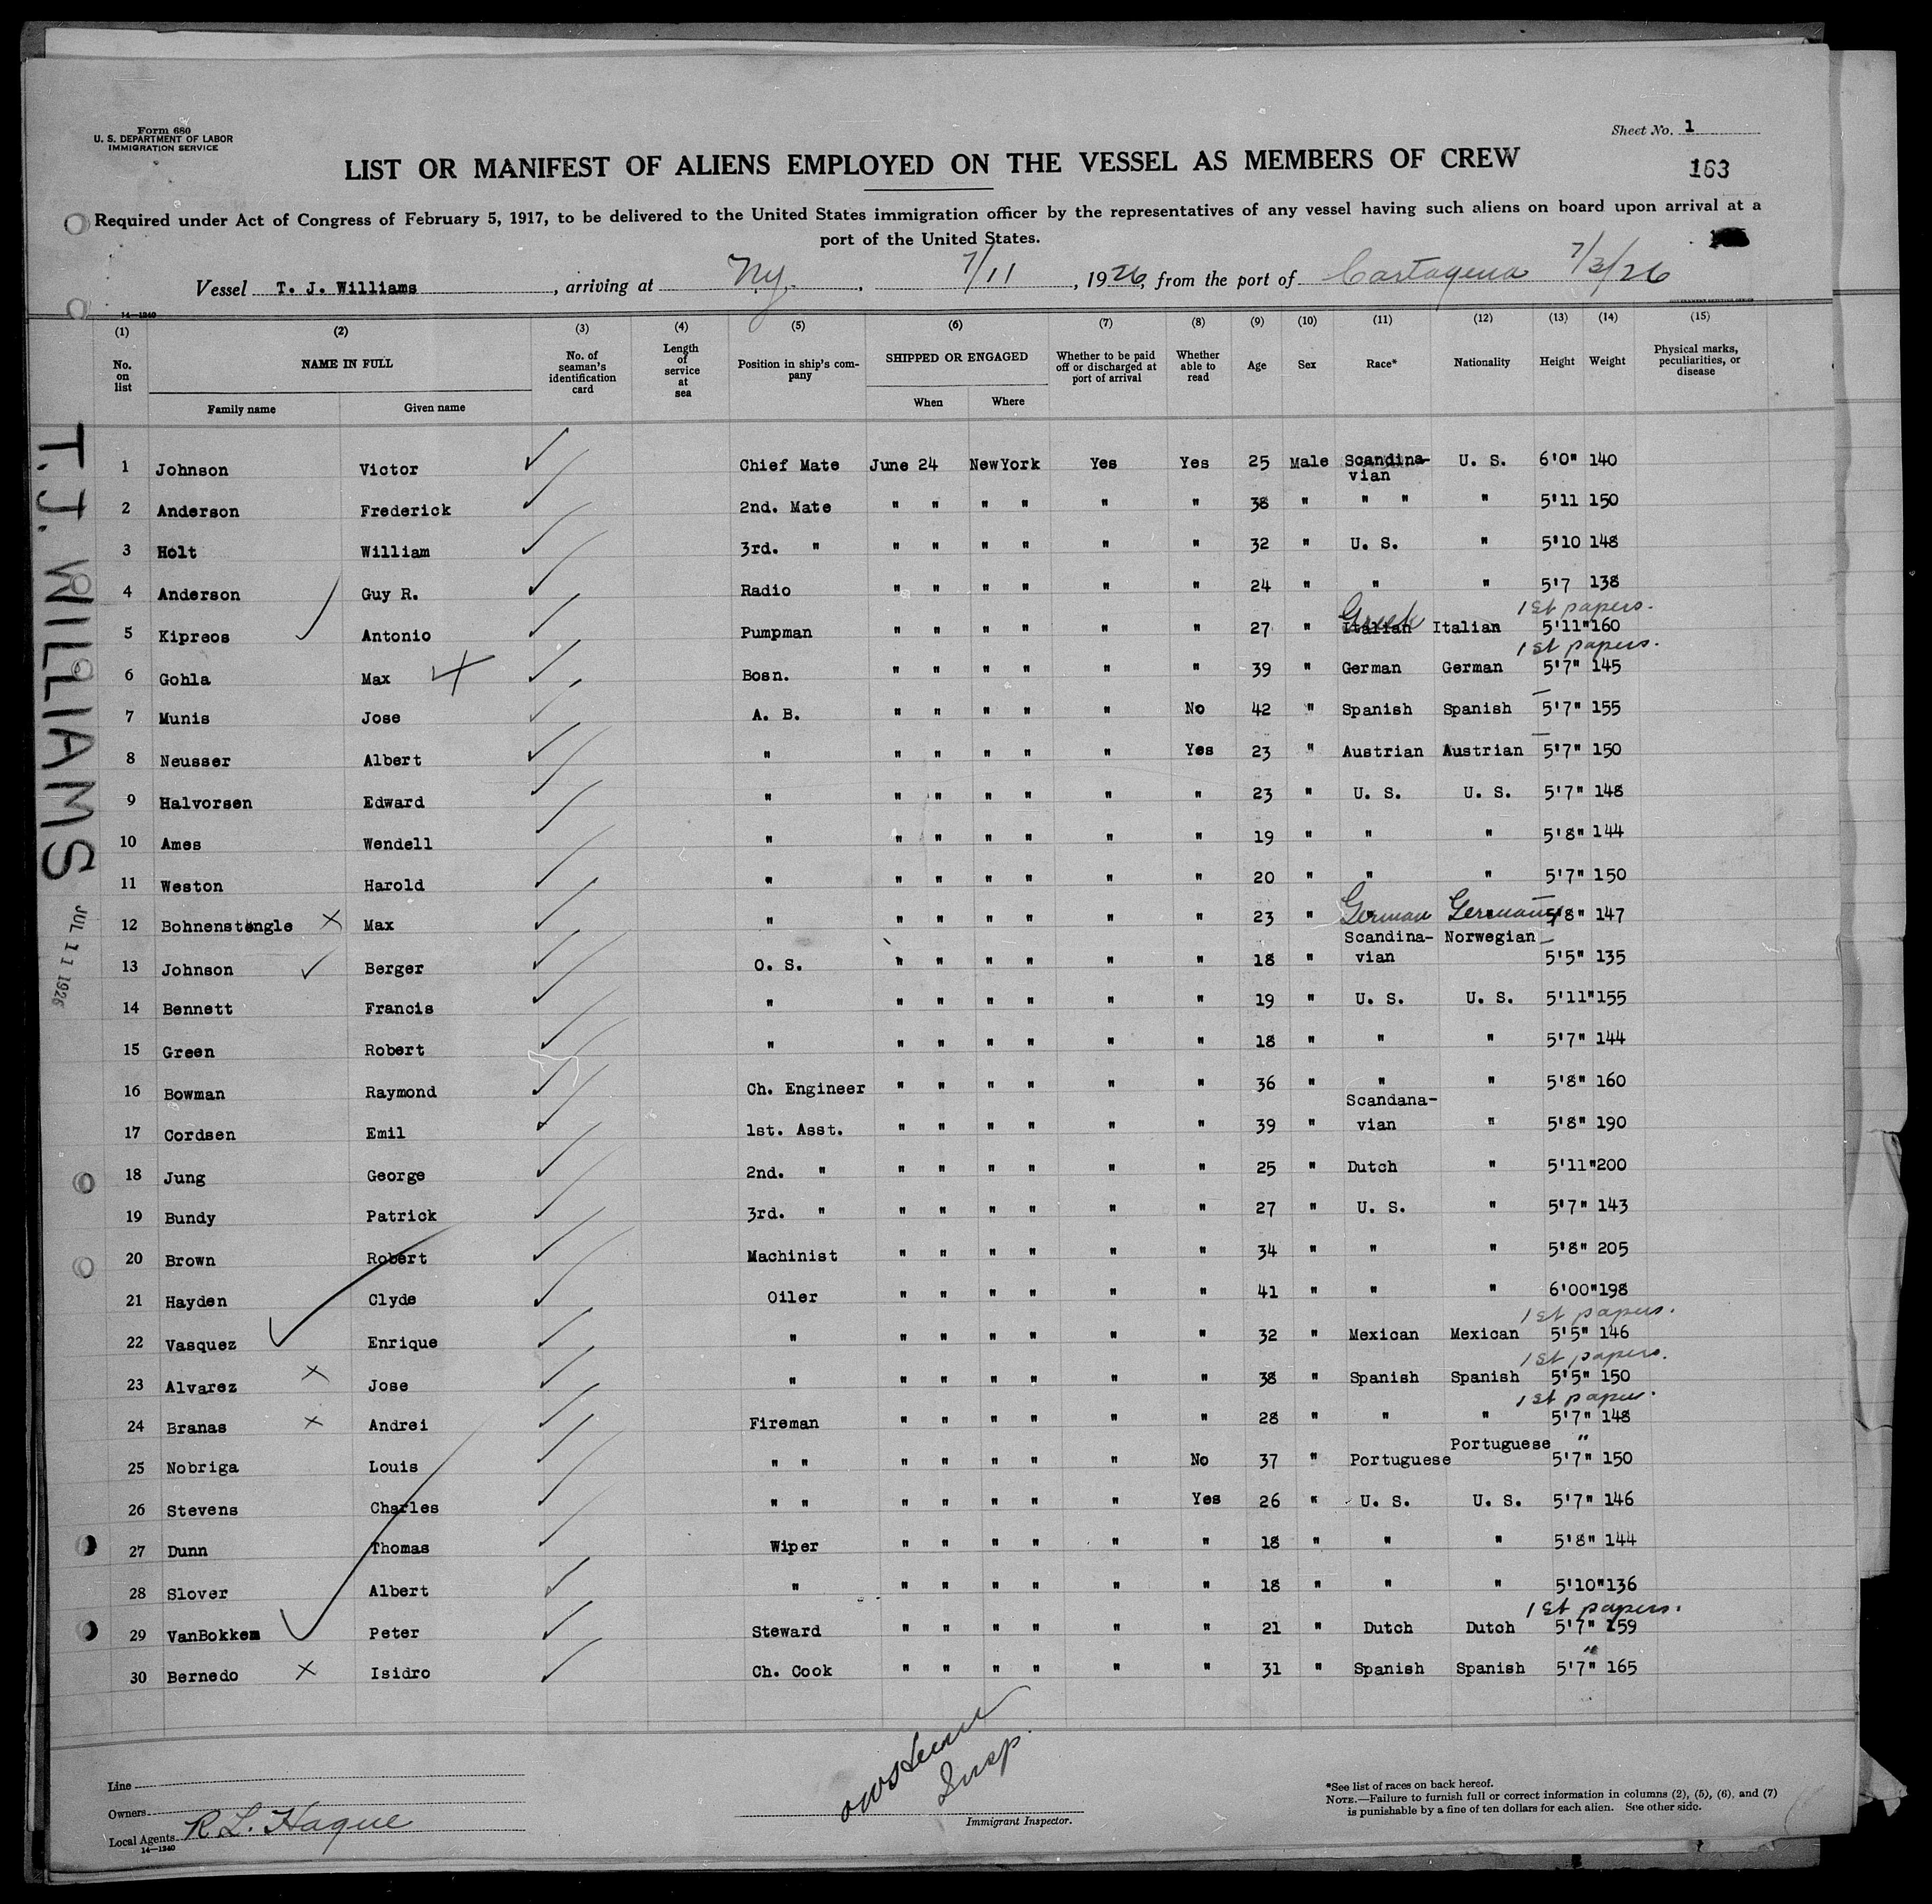 Form 680
U. S. DEPARTMENT OF LABOR
IMMIGRATION SERVICE
Sheet No. 1
LIST OR MANIFEST OF ALIENS EMPLOYED ON THE VESSEL AS MEMBERS OF CREW
163
Required under Act of Congress of February 5, 1917, to be delivered to the United States immigration officer by the representatives of any vessel having such aliens on board upon arrival at a
port of the United States.
Vessel T. J. Williams, arriving at Ny., 7/11, 1926, from the port of Cartagena 7/3/26
14—1240
(1) (2) (3) (4) (5) (6) (7) (8) (9) (10) (11) (12) (13) (14) (15)
No. on list
NAME IN FULL
Family name Given name
No. of seaman's identification card
Length of service at sea
Position in ship's company
SHIPPED OR ENGAGED
When Where
Whether to be paid off or discharged at port of arrival
Whether able to read
Age Sex Race* Nationality Height Weight
Physical marks, peculiarities, or disease
T. J. WILLIAMS
JUL 11 1926
1 Johnson Victor Chief Mate June 24 NewYork Yes Yes 25 Male Scandina-vian U. S. 6'0" 140
2 Anderson Frederick 2nd. Mate " " " " " " 38 " " " " 5'11 150
3 Holt William 3rd. " " " " " " " 32 " U. S. " 5'10 148
4 Anderson Guy R. Radio " " " " " " 24 " " " 5'7 138
1st papers.
5 Kipreos Antonio Pumpman " " " " " " 27 " Italian Greek Italian 5'11" 160
1st papers.
6 Gohla Max Bosn. " " " " " " 39 " German German 5'7" 145
7 Munis Jose A. B. " " " " " No 42 " Spanish Spanish 5'7" 155
8 Neusser Albert " " " " " " Yes 23 " Austrian Austrian 5'7" 150
9 Halvorsen Edward " " " " " " " 23 " U. S. U. S. 5'7" 148
10 Ames Wendell " " " " " " " 19 " " " 5'8" 144
11 Weston Harold " " " " " " " 20 " " " 5'7" 150
12 Bohnenstengle Max " " " " " " " 23 " German German 5'8" 147
13 Johnson Berger O. S. " " " " " " 18 " Scandina-vian Norwegian 5'5" 135
14 Bennett Francis " " " " " " " 19 " U. S. U. S. 5'11" 155
15 Green Robert " " " " " " " 18 " " " 5'7" 144
16 Bowman Raymond Ch. Engineer " " " " " " 36 " " " 5'8" 160
17 Cordsen Emil 1st. Asst. " " " " " " 39 " Scandana-vian " 5'8" 190
18 Jung George 2nd. " " " " " " " 25 " Dutch " 5'11" 200
19 Bundy Patrick 3rd. " " " " " " " 27 " U. S. " 5'7" 143
20 Brown Robert Machinist " " " " " " 34 " " " 5'8" 205
21 Hayden Clyde Oiler " " " " " " 41 " " " 6'00" 198
1st papers.
22 Vasquez Enrique " " " " " " " 32 " Mexican Mexican 5'5" 146
1st papers.
23 Alvarez Jose " " " " " " " 38 " Spanish Spanish 5'5" 150
1st paper.
24 Branas Andrei Fireman " " " " " " 28 " " " 5'7" 148
"
25 Nobriga Louis " " " " " " " No 37 " Portuguese Portuguese 5'7" 150
26 Stevens Charles " " " " " " " Yes 26 " U. S. U. S. 5'7" 146
27 Dunn Thomas Wiper " " " " " " 18 " " " 5'8" 144
28 Slover Albert " " " " " " " 18 " " " 5'10" 136
1st papers.
29 VanBokkem Peter Steward " " " " " " 21 " Dutch Dutch 5'7" 159
"
30 Bernedo Isidro Ch. Cook " " " " " " 31 " Spanish Spanish 5'7" 165
Line
Owners
Local Agents R. L. Hague
14—1240
Insp.
Immigrant Inspector.
*See list of races on back hereof.
NOTE.—Failure to furnish full or correct information in columns (2), (5), (6), and (7)
is punishable by a fine of ten dollars for each alien. See other side.